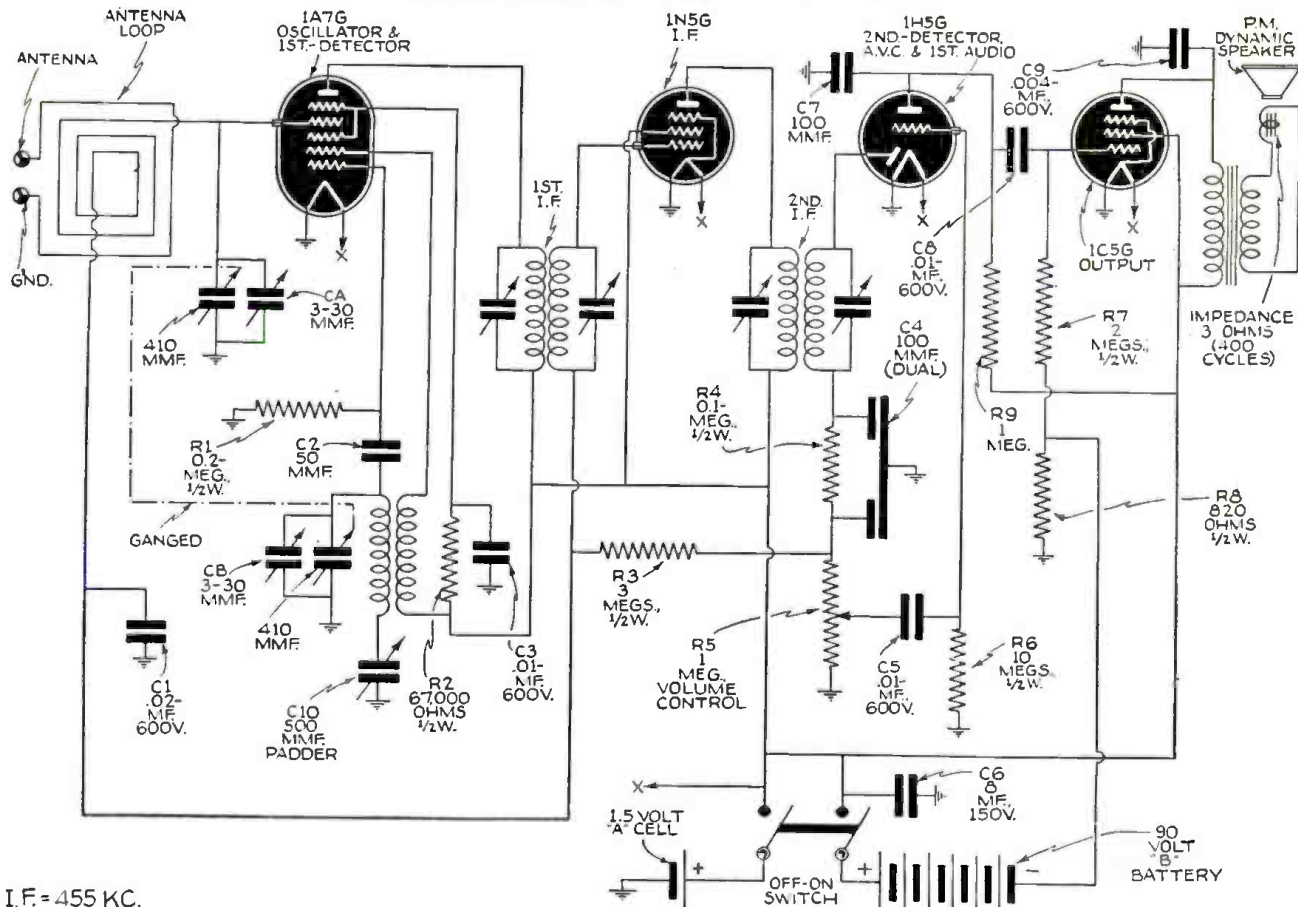 ANTENNA
LOOP
ANTENNA
GND.
1A7G
OSCILLATOR &
1ST.-DETECTOR
1N5G
I.F.
1H5G
2ND.-DETECTOR,
A.V.C. & 1ST. AUDIO
C9
.004-
MF.
600V.
P.M.
DYNAMIC
SPEAKER
C7
100
MMF.
X
X
X
X
1ST.
I.F.
2ND.
I.F.
C8
.01-
MF.
600V.
1C5G
OUTPUT
410
MMF.
CA
3-30
MMF.
R7
2
MEGS.,
1/2W.
IMPEDANCE
3 OHMS
(400
CYCLES)
C4
100
MMF.
(DUAL)
R4
0.1-
MEG.,
1/2W.
R9
1
MEG.
R1
0.2-
MEG.,
1/2W.
C2
50
MMF.
R8
820
OHMS
1/2W.
GANGED
CB
3-30
MMF.
410
MMF.
R3
3
MEGS.,
1/2W.
C1
.02-
MF.
600V.
C10
500
MMF.
PADDER
R2
67,000
OHMS
1/2W.
C3
.01-
MF.
600V.
R5
1
MEG.,
VOLUME
CONTROL
C5
.01-
MF.,
600V.
R6
10
MEGS.
1/2W.
X
C6
8
MF.,
150V.
1.5 VOLT
"A" CELL
+
OFF-ON
SWITCH
+
-
90
VOLT
"B"
BATTERY
I.F. = 455 KC.